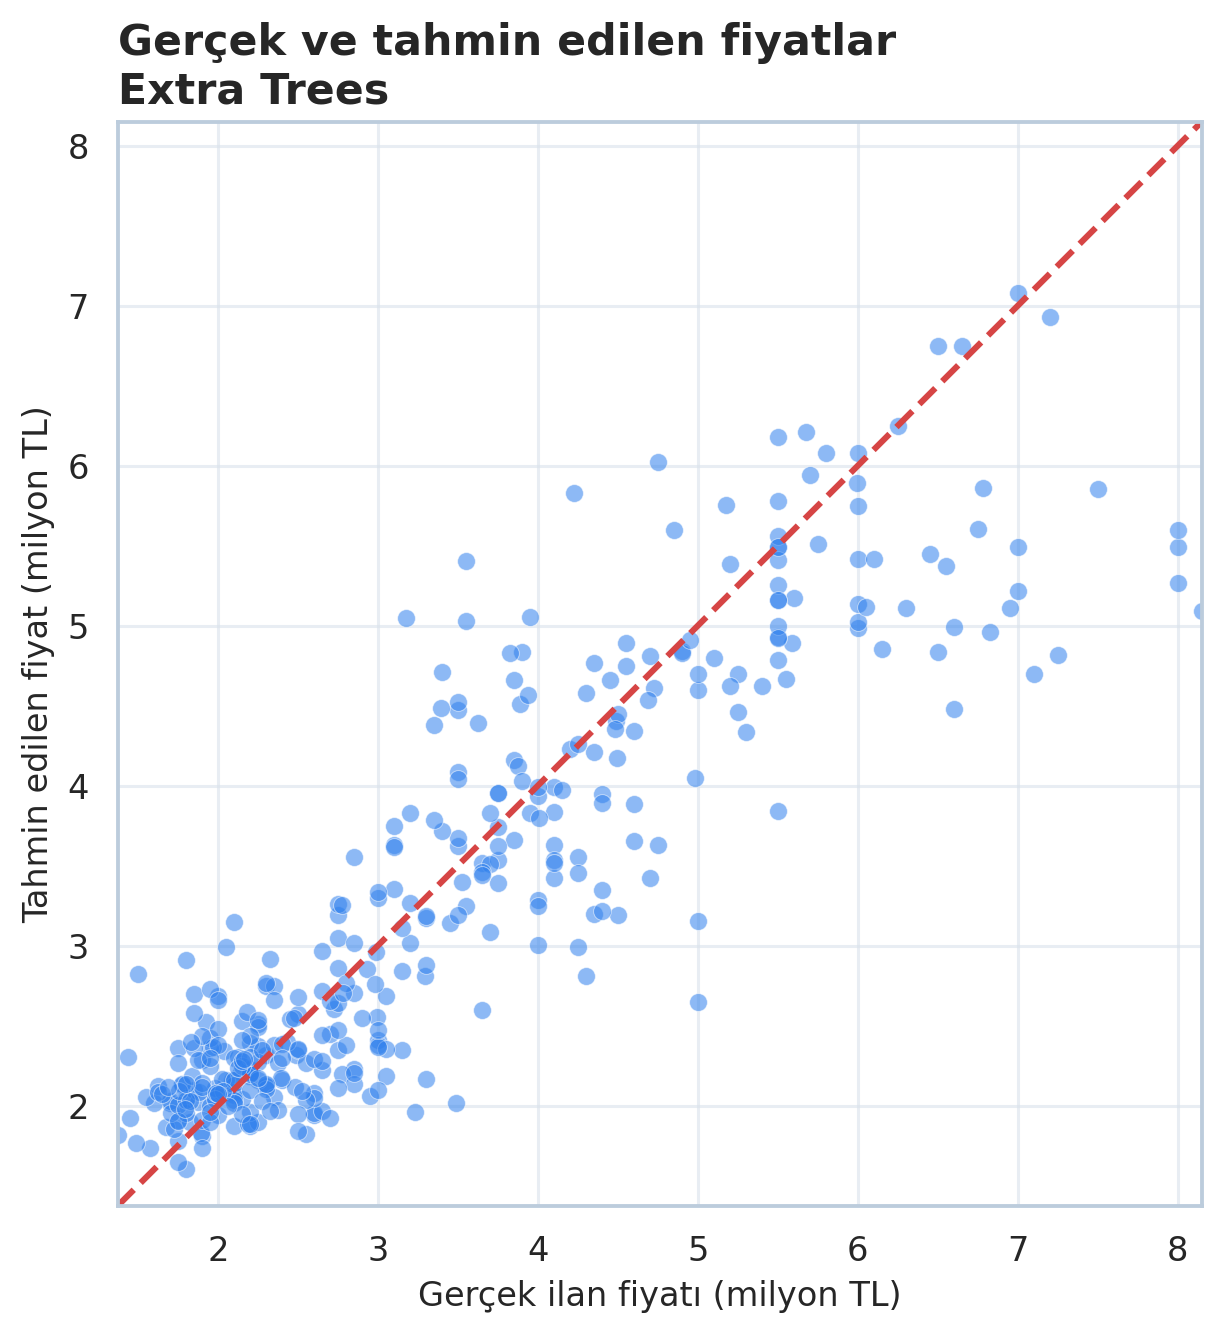 Gerçek ve tahmin edilen fiyatlar
Extra Trees
8
7
6
5
4
3
2
Tahmin edilen fiyat (milyon TL)
2 3 4 5 6 7 8
Gerçek ilan fiyatı (milyon TL)